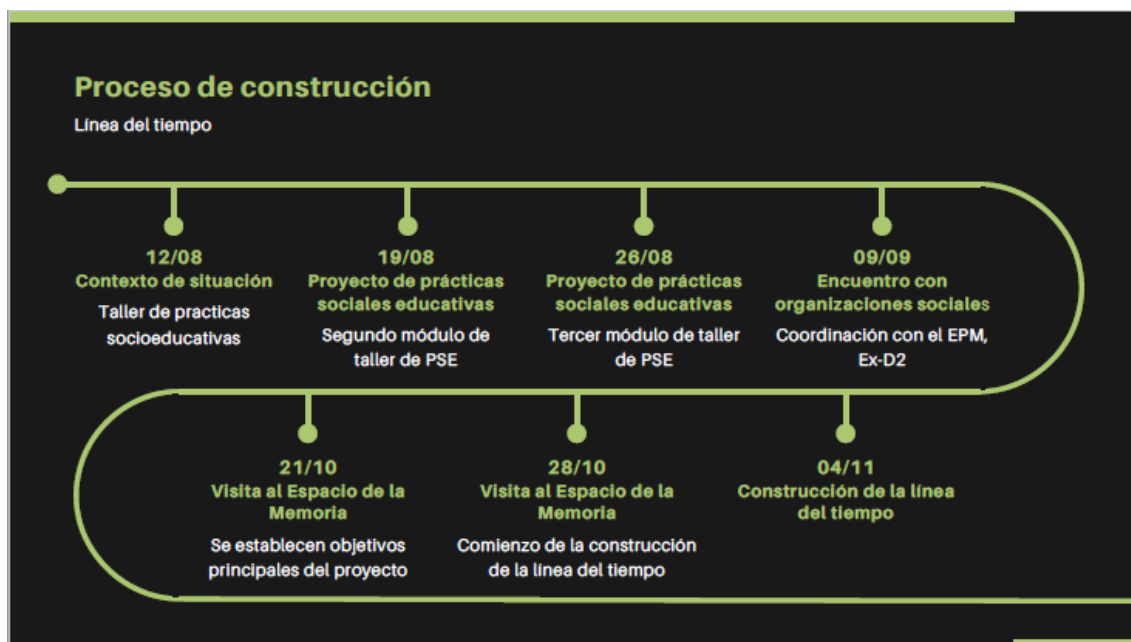 Proceso de construcción
Línea del tiempo
12/08
Contexto de situación
Taller de practicas
socioeducativas
19/08
Proyecto de prácticas
sociales educativas
Segundo módulo de
taller de PSE
26/08
Proyecto de prácticas
sociales educativas
Tercer módulo de taller
de PSE
09/09
Encuentro con
organizaciones sociales
Coordinación con el EPM,
Ex-D2
21/10
Visita al Espacio de la
Memoria
Se establecen objetivos
principales del proyecto
28/10
Visita al Espacio de la
Memoria
Comienzo de la construcción
de la línea del tiempo
04/11
Construcción de la línea
del tiempo